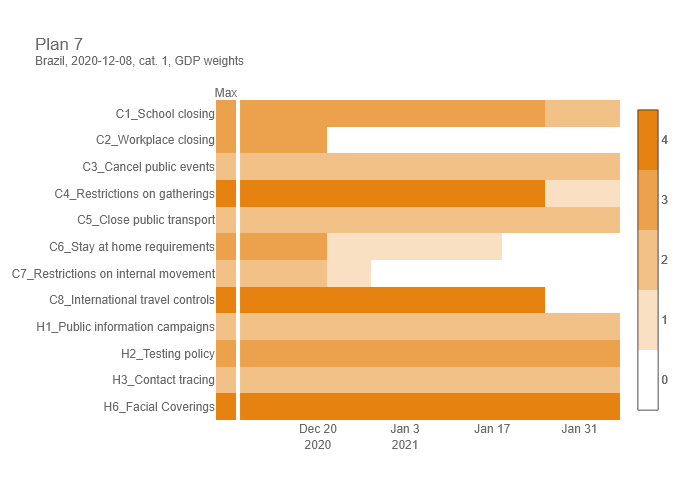 Plan 7
Brazil, 2020-12-08, cat. 1, GDP weights
Max
C1_School closing
C2_Workplace closing
C3_Cancel public events
C4_Restrictions on gatherings
C5_Close public transport
C6_Stay at home requirements
C7_Restrictions on internal movement
C8_International travel controls
H1_Public information campaigns
H2_Testing policy
H3_Contact tracing
H6_Facial Coverings
Dec 20 Jan 3 Jan 17 Jan 31
2020 2021
4
3
2
1
0